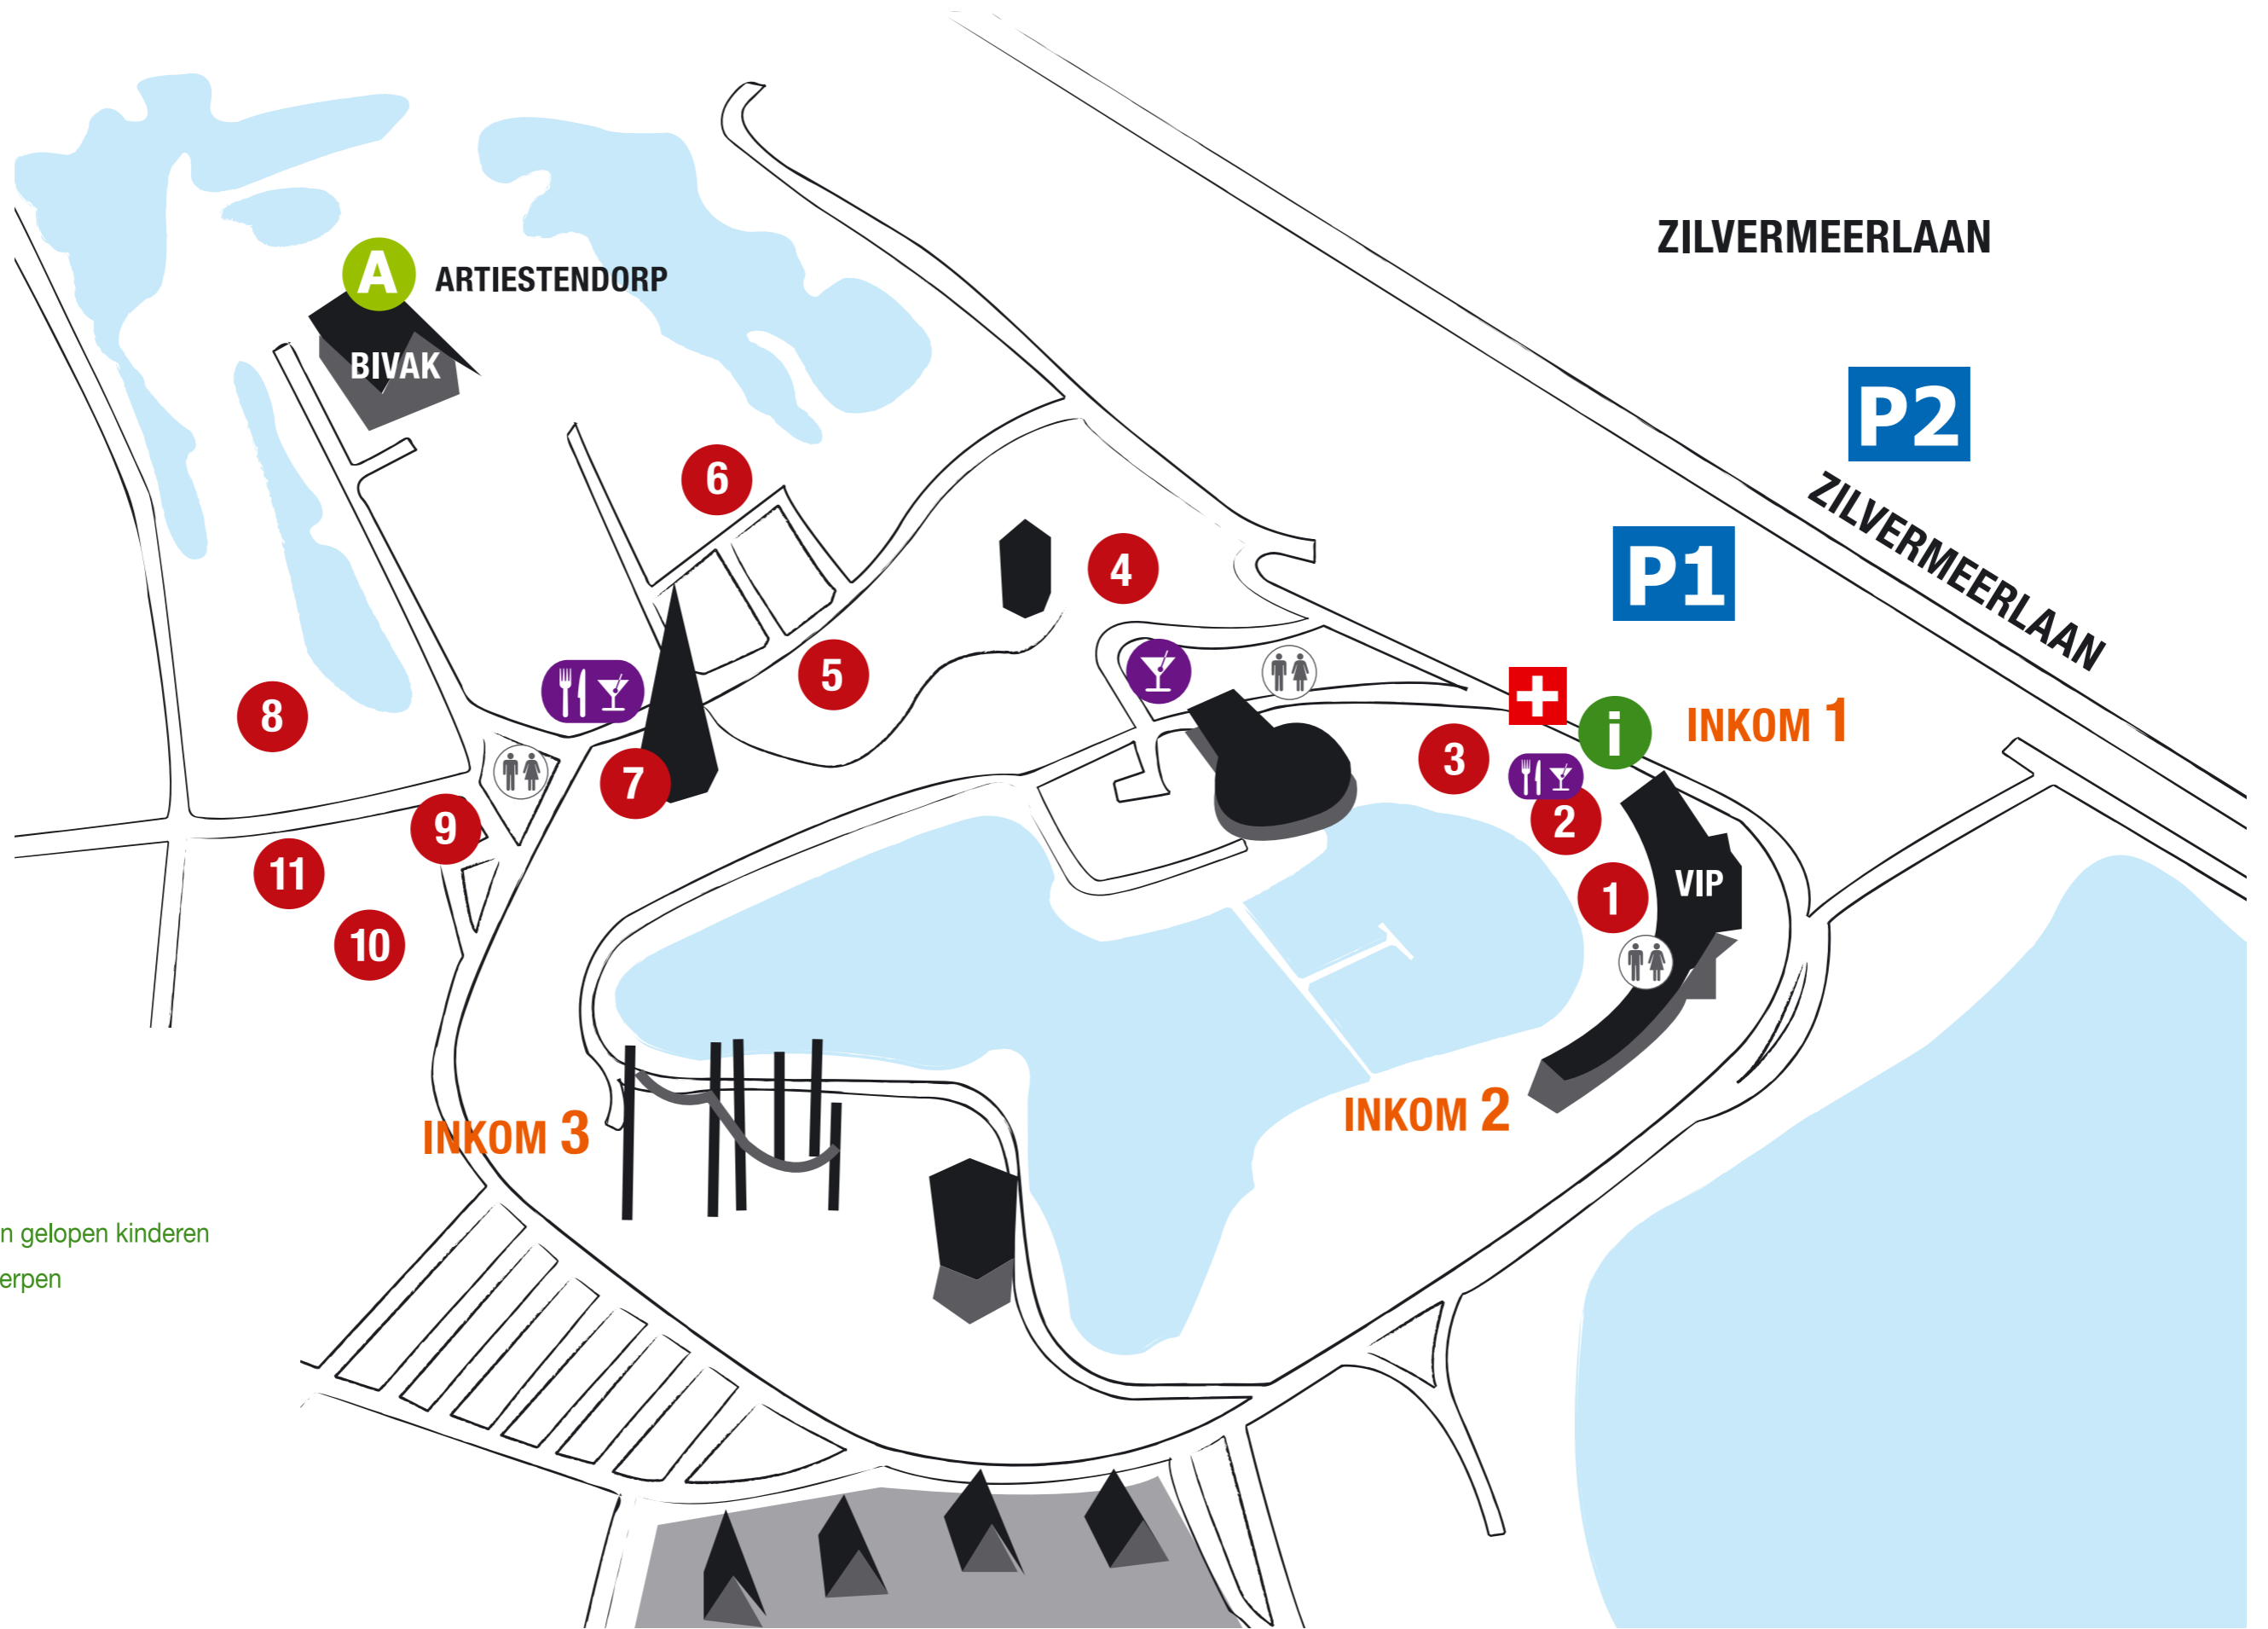 ZILVERMEERLAAN
A ARTIESTENDORP
BIVAK
P2
ZILVERMEERLAAN
6
P1
4
5
8
i
INKOM 1
3
7
2
9
11
VIP
1
10
INKOM 2
INKOM 3
n gelopen kinderen
erpen